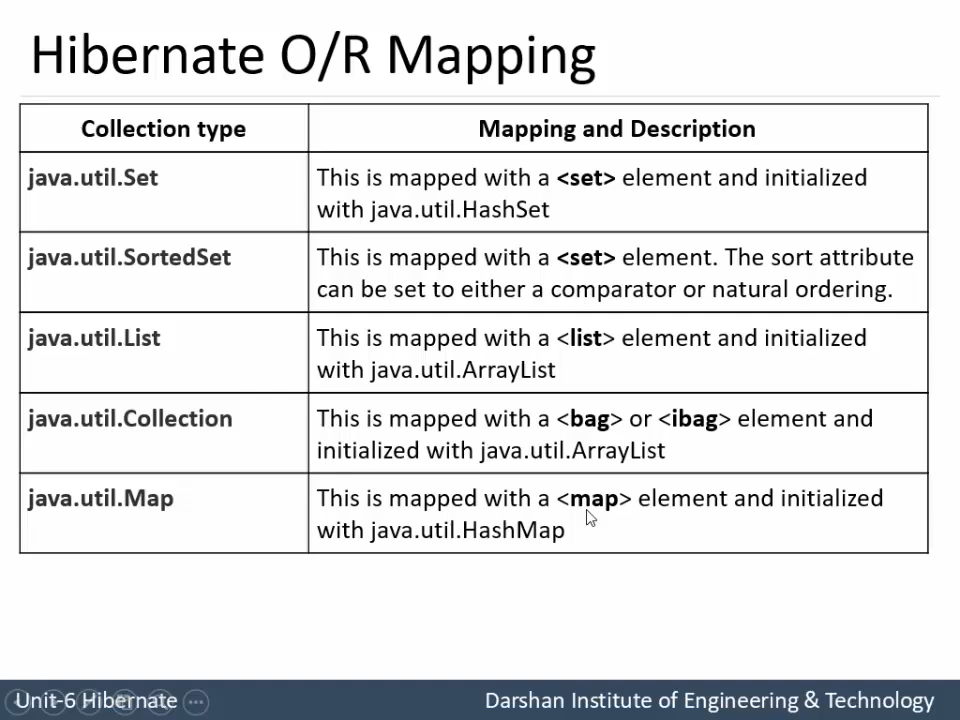 Hibernate O/R Mapping
Collection type
Mapping and Description
java.util.Set
This is mapped with a <set> element and initialized
with java.util.HashSet
java.util.SortedSet
This is mapped with a <set> element. The sort attribute
can be set to either a comparator or natural ordering.
java.util.List
This is mapped with a <list> element and initialized
with java.util.ArrayList
java.util.Collection
This is mapped with a <bag> or <ibag> element and
initialized with java.util.ArrayList
java.util.Map
This is mapped with a <map> element and initialized
with java.util.HashMap
Unit-6 Hibernate
Darshan Institute of Engineering & Technology